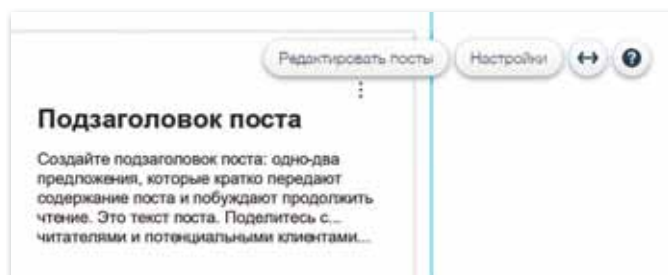 Редактировать посты
Настройки
Подзаголовок поста
Создайте подзаголовок поста: одно-два
предложения, которые кратко передают
содержание поста и побуждают продолжить
чтение. Это текст поста. Поделитесь с...
читателями и потенциальными клиентами...